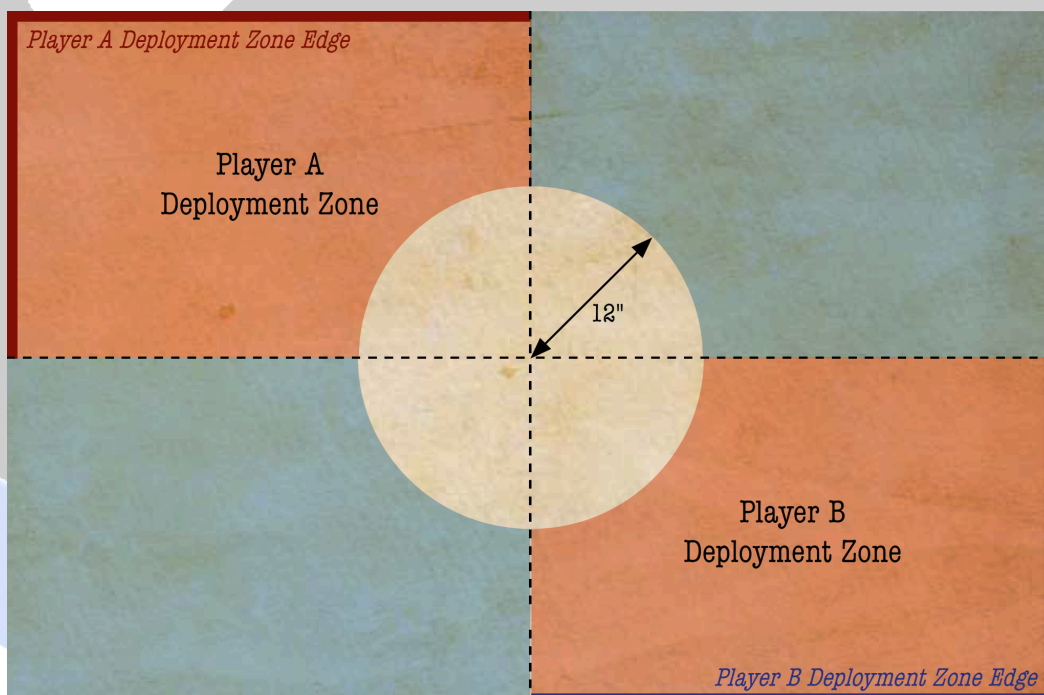 Player A Deployment Zone Edge
Player A
Deployment Zone
12"
Player B
Deployment Zone
Player B Deployment Zone Edge